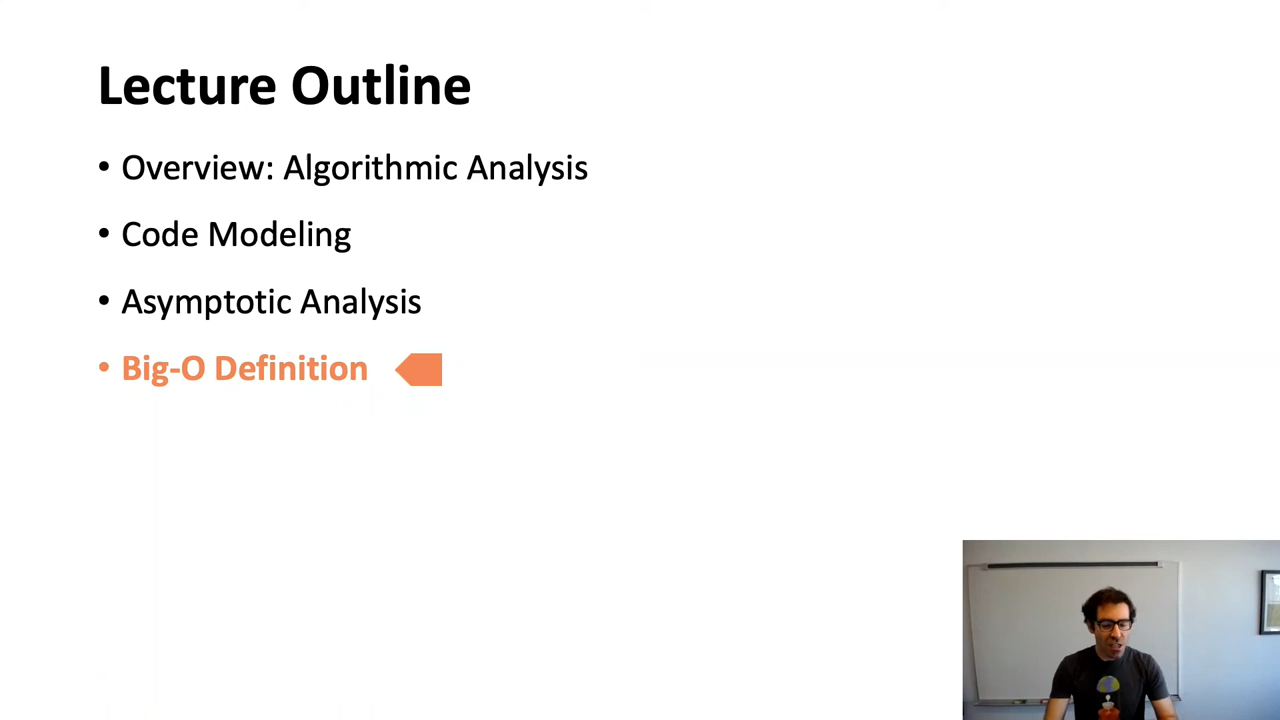 Lecture Outline
• Overview: Algorithmic Analysis
• Code Modeling
• Asymptotic Analysis
• Big-O Definition